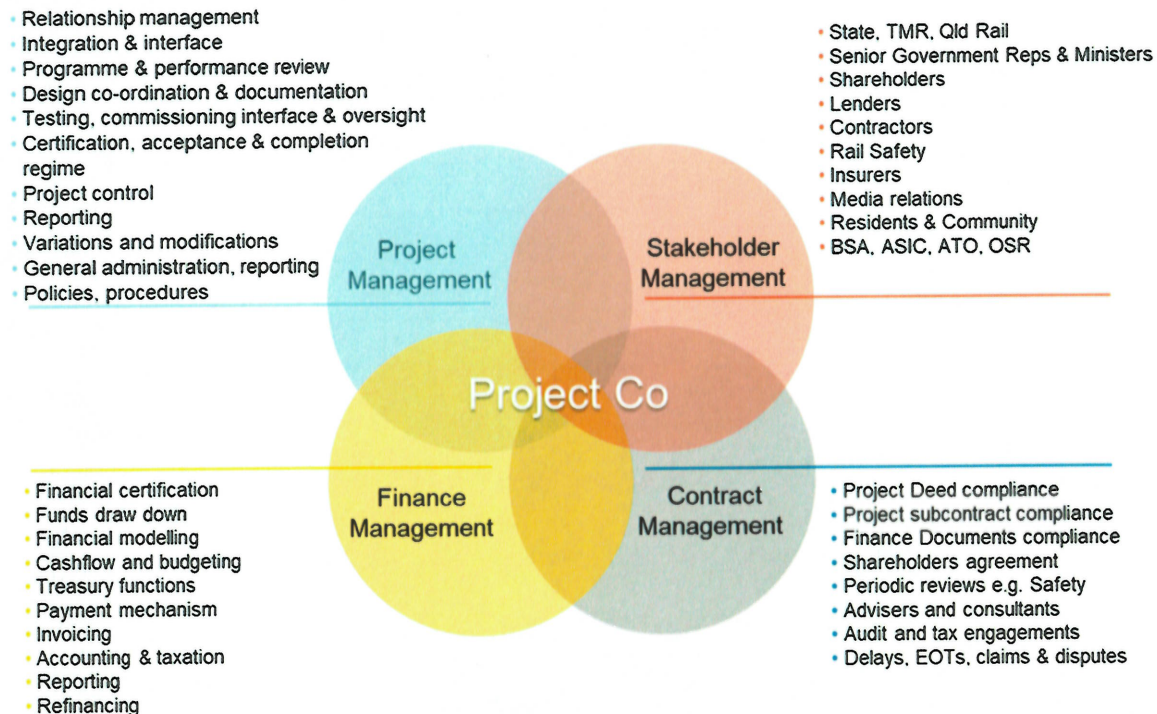 Relationship management
Integration & interface
Programme & performance review
Design co-ordination & documentation
Testing, commissioning interface & oversight
Certification, acceptance & completion
regime
Project control
Reporting
Variations and modifications
General administration, reporting
Policies, procedures
State, TMR, Qld Rail
Senior Government Reps & Ministers
Shareholders
Lenders
Contractors
Rail Safety
Insurers
Media relations
Residents & Community
BSA, ASIC, ATO, OSR
Project
Management
Stakeholder
Management
Project Co
Finance
Management
Contract
Management
Financial certification
Funds draw down
Financial modelling
Cashflow and budgeting
Treasury functions
Payment mechanism
Invoicing
Accounting & taxation
Reporting
Refinancing
Project Deed compliance
Project subcontract compliance
Finance Documents compliance
Shareholders agreement
Periodic reviews e.g. Safety
Advisers and consultants
Audit and tax engagements
Delays, EOTs, claims & disputes